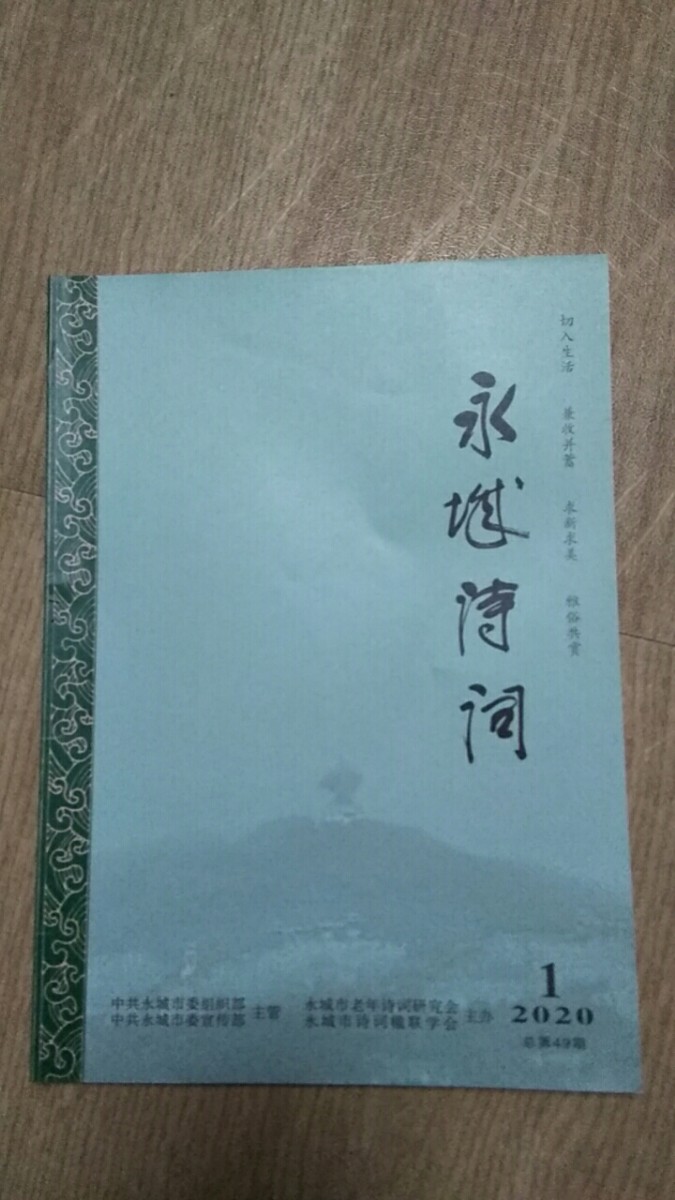 切入生活 兼收并蓄 求新求美 雅俗共赏
永城诗词
中共永城市委组织部
中共永城市委宣传部
主管
永城市老年诗词研究会
永城市诗词楹联学会
主办
1
2020
总第49期